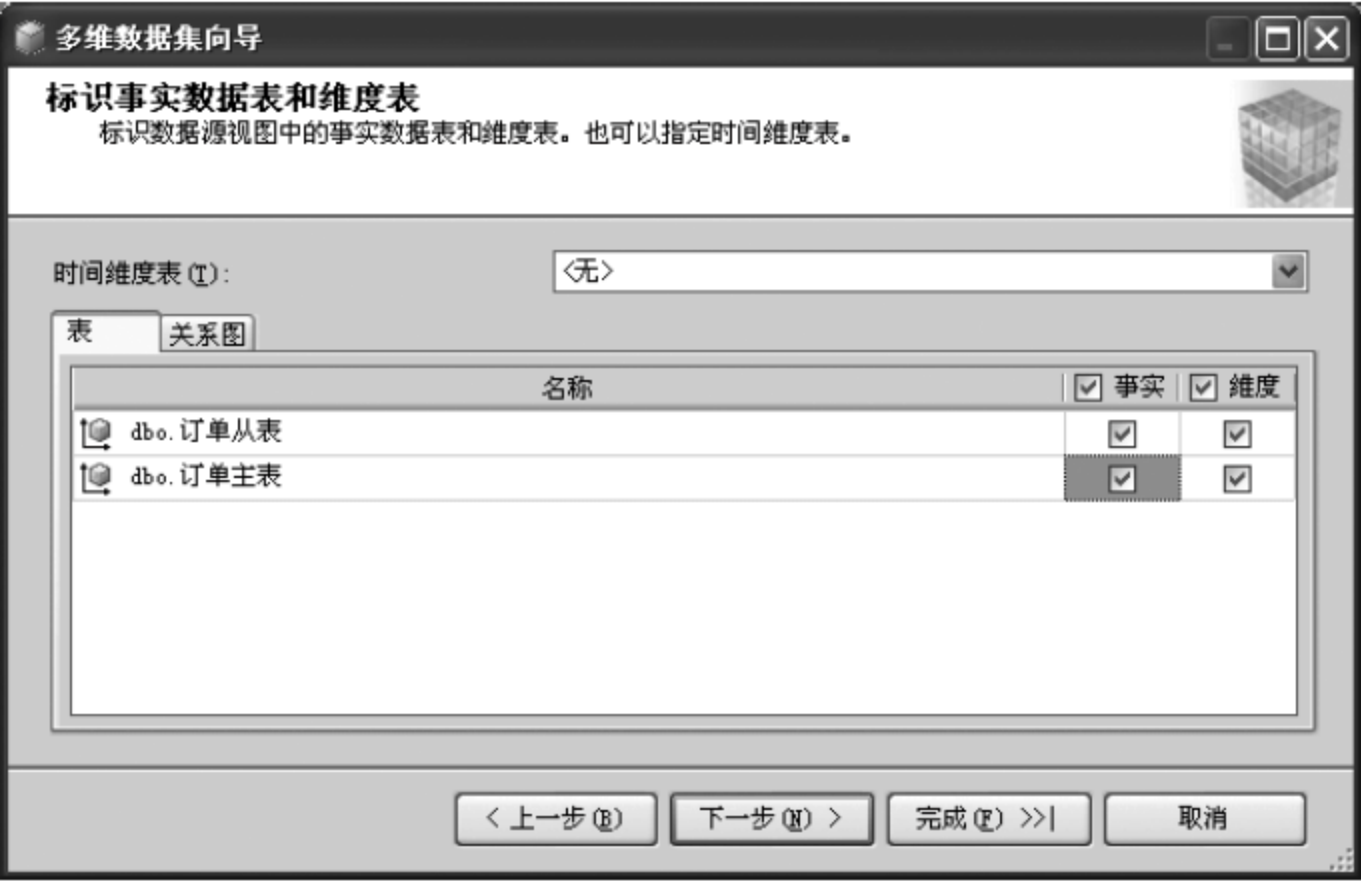 多维数据集向导
标识事实数据表和维度表
标识数据源视图中的事实数据表和维度表。也可以指定时间维度表。
时间维度表(T): <无>
表 关系图
名称 事实 维度
dbo.订单从表
dbo.订单主表
< 上一步(B) 下一步(N) > 完成(F) >>| 取消